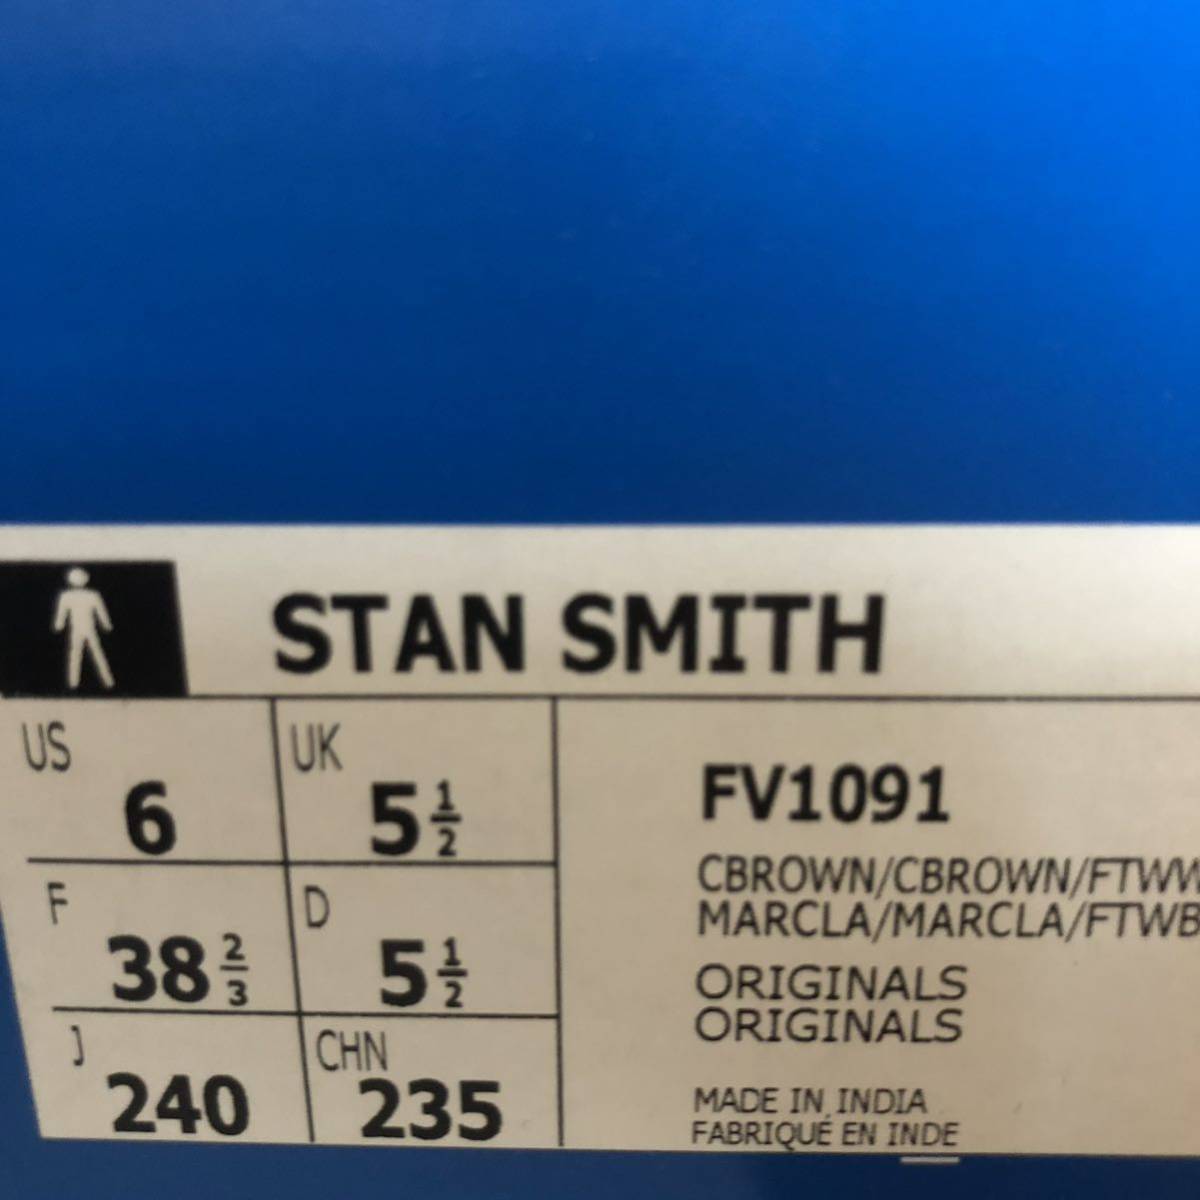 STAN SMITH
US 6 UK 5 1/2
F 38 2/3 D 5 1/2
J 240 CHN 235
FV1091
CBROWN/CBROWN/FTWW
MARCLA/MARCLA/FTWB
ORIGINALS
ORIGINALS
MADE IN INDIA
FABRIQUÉ EN INDE